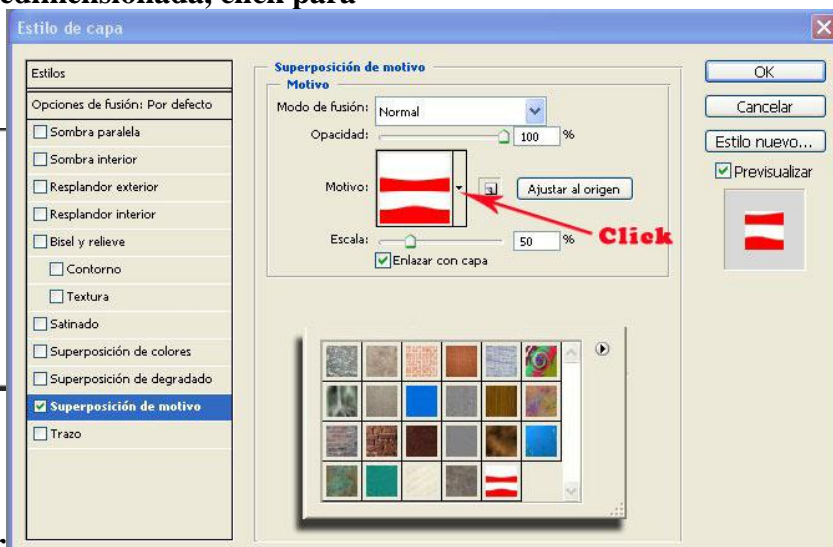 click para
Estilo de capa
Estilos
Opciones de fusión: Por defecto
Sombra paralela
Sombra interior
Resplandor exterior
Resplandor interior
Bisel y relieve
Contorno
Textura
Satinado
Superposición de colores
Superposición de degradado
Superposición de motivo
Trazo
Superposición de motivo
Motivo
Modo de fusión: Normal
Opacidad: 100 %
Motivo: Ajustar al origen
Click
Escala: 50 %
Enlazar con capa
OK
Cancelar
Estilo nuevo...
Previsualizar